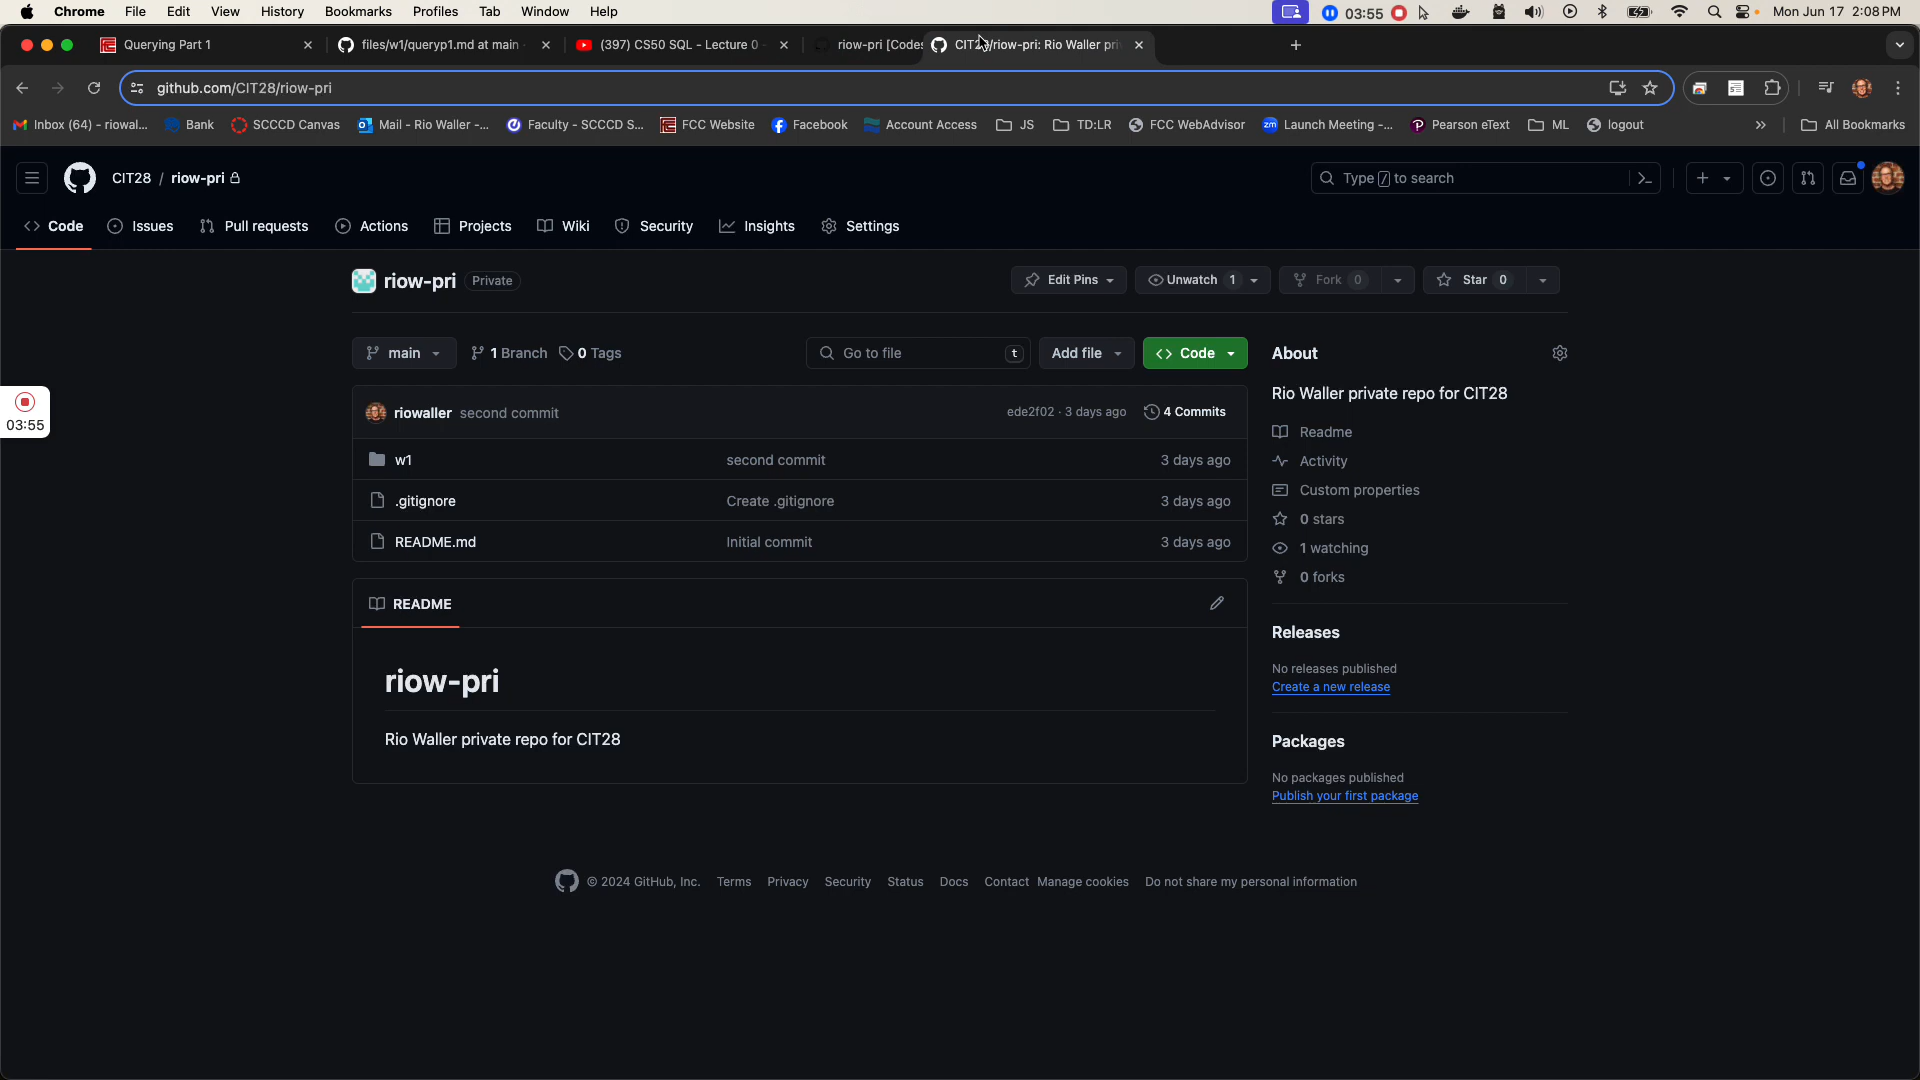 Chrome File Edit View History Bookmarks Profiles Tab Window Help 03:55 Mon Jun 17 2:08 PM
Querying Part 1 files/w1/queryp1.md at main (397) CS50 SQL - Lecture 0 riow-pri [Codes CIT28/riow-pri: Rio Waller pri
github.com/CIT28/riow-pri
Inbox (64) - riowal... Bank SCCCD Canvas Mail - Rio Waller -... Faculty - SCCCD S... FCC Website Facebook Account Access JS TD:LR FCC WebAdvisor Launch Meeting -... Pearson eText ML logout » All Bookmarks
CIT28 / riow-pri Type / to search
Code Issues Pull requests Actions Projects Wiki Security Insights Settings
riow-pri Private Edit Pins Unwatch 1 Fork 0 Star 0
main 1 Branch 0 Tags Go to file t Add file Code
riowaller second commit ede2f02 · 3 days ago 4 Commits
w1 second commit 3 days ago
.gitignore Create .gitignore 3 days ago
README.md Initial commit 3 days ago
README
riow-pri
Rio Waller private repo for CIT28
About
Rio Waller private repo for CIT28
Readme
Activity
Custom properties
0 stars
1 watching
0 forks
Releases
No releases published
Create a new release
Packages
No packages published
Publish your first package
03:55
© 2024 GitHub, Inc. Terms Privacy Security Status Docs Contact Manage cookies Do not share my personal information